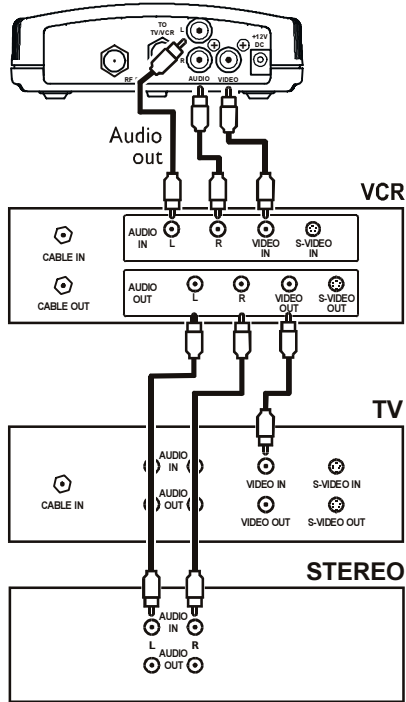 TO
TV/VCR
L
+12V
DC
R
RF
AUDIO
VIDEO
Audio
out
VCR
CABLE IN
AUDIO
IN
L
R
VIDEO
IN
S-VIDEO
IN
CABLE OUT
AUDIO
OUT
L
R
VIDEO
OUT
S-VIDEO
OUT
TV
AUDIO
IN
VIDEO IN
S-VIDEO IN
CABLE IN
AUDIO
OUT
VIDEO OUT
S-VIDEO OUT
STEREO
AUDIO
IN
L
R
AUDIO
OUT